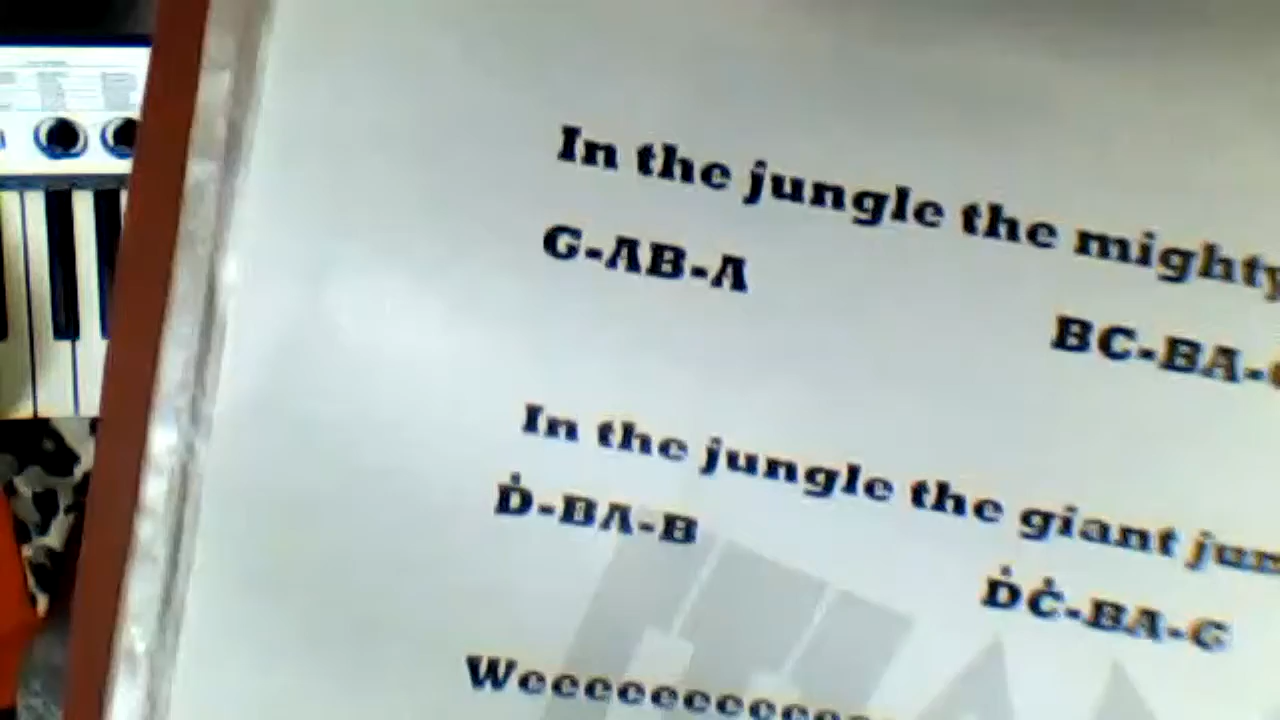 In the jungle the mighty
G-AB-A
BC-BA-
In the jungle the giant
Ḋ-BA-B
ḊĊ-BA-G